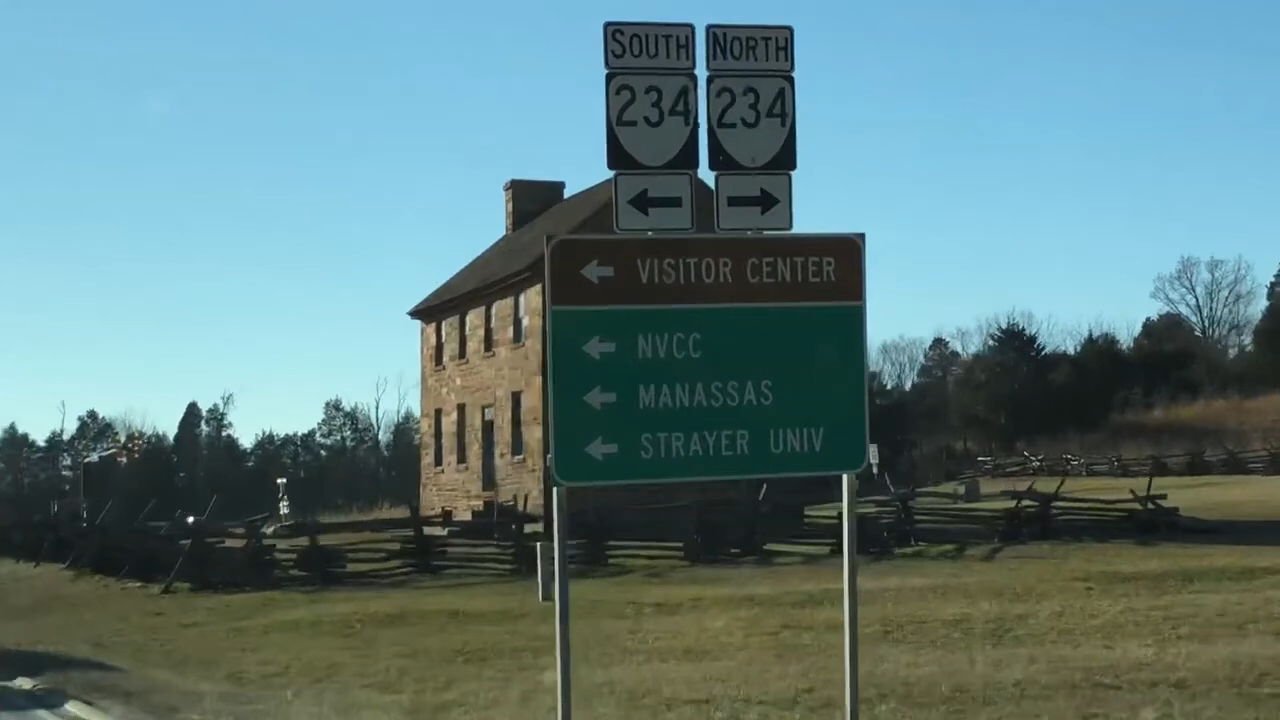 SOUTH NORTH
234 234
VISITOR CENTER
NVCC
MANASSAS
STRAYER UNIV